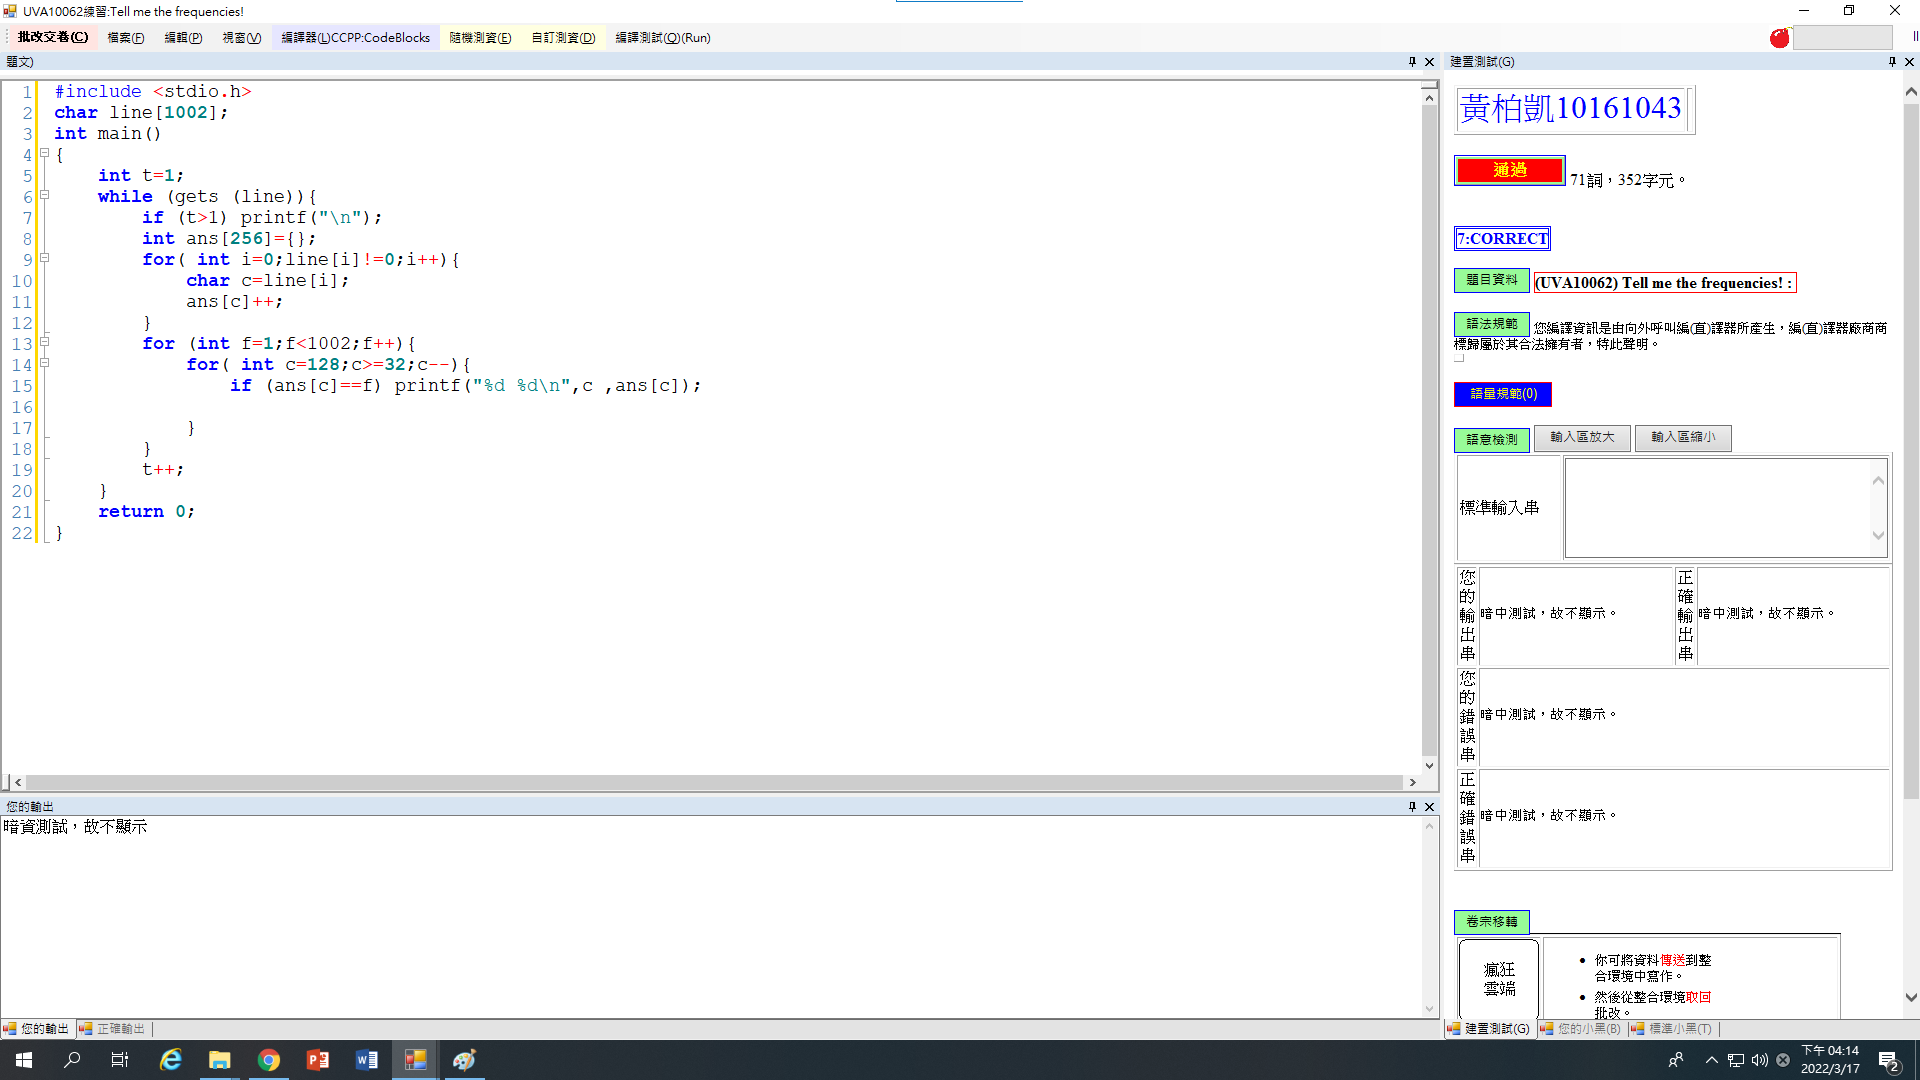 UVA10062練習:Tell me the frequencies!
批改交卷(C) 檔案(F) 編輯(P) 視窗(V) 編譯器(L)CCPP:CodeBlocks 隨機測資(E) 自訂測資(D) 編譯測試(Q)(Run)
題文)
1 #include <stdio.h>
2 char line[1002];
3 int main()
4 {
5 int t=1;
6 while (gets (line)){
7 if (t>1) printf("\n");
8 int ans[256]={};
9 for( int i=0;line[i]!=0;i++){
10 char c=line[i];
11 ans[c]++;
12 }
13 for (int f=1;f<1002;f++){
14 for( int c=128;c>=32;c--){
15 if (ans[c]==f) printf("%d %d\n",c ,ans[c]);
16
17 }
18 }
19 t++;
20 }
21 return 0;
22 }
您的輸出
暗資測試，故不顯示
您的輸出 正確輸出
建置測試(G)
黃柏凱10161043
通過 71詞，352字元。
7:CORRECT
題目資料 (UVA10062) Tell me the frequencies! :
語法規範 您編譯資訊是由向外呼叫編(直)譯器所產生，編(直)譯器廠商商
標歸屬於其合法擁有者，特此聲明。
語量規範(0)
語意檢測 輸入區放大 輸入區縮小
標準輸入串
您的輸出串 暗中測試，故不顯示。 正確輸出串 暗中測試，故不顯示。
您的錯誤串 暗中測試，故不顯示。
正確錯誤串 暗中測試，故不顯示。
卷宗移轉
瘋狂
雲端
• 你可將資料傳送到整
合環境中寫作。
• 然後從整合環境取回
批改。
建置測試(G) 您的小黑(B) 標準小黑(T)
下午 04:14
2022/3/17
2